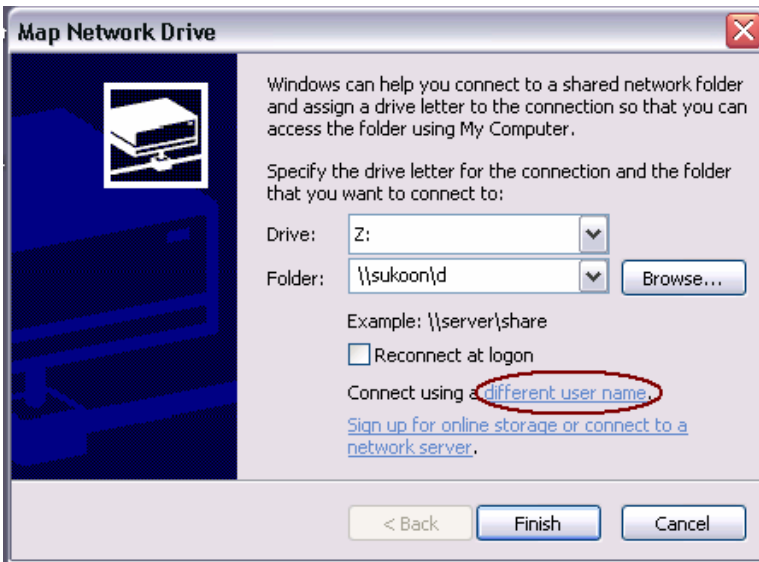 Map Network Drive
Windows can help you connect to a shared network folder
and assign a drive letter to the connection so that you can
access the folder using My Computer.
Specify the drive letter for the connection and the folder
that you want to connect to:
Drive: Z:
Folder: \\sukoon\d Browse...
Example: \\server\share
Reconnect at logon
Connect using a different user name.
Sign up for online storage or connect to a
network server.
< Back Finish Cancel